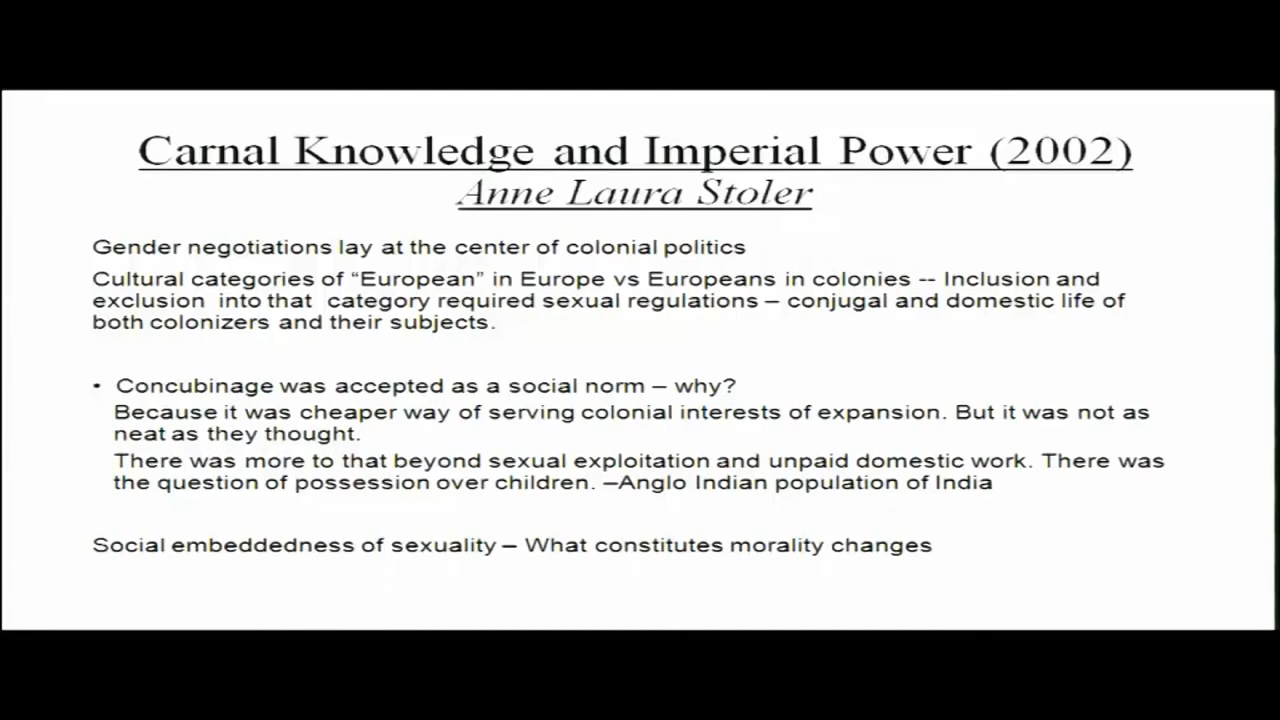 Carnal Knowledge and Imperial Power (2002)
Anne Laura Stoler
Gender negotiations lay at the center of colonial politics
Cultural categories of “European” in Europe vs Europeans in colonies -- Inclusion and
exclusion into that category required sexual regulations – conjugal and domestic life of
both colonizers and their subjects.
• Concubinage was accepted as a social norm – why?
Because it was cheaper way of serving colonial interests of expansion. But it was not as
neat as they thought.
There was more to that beyond sexual exploitation and unpaid domestic work. There was
the question of possession over children. –Anglo Indian population of India
Social embeddedness of sexuality – What constitutes morality changes